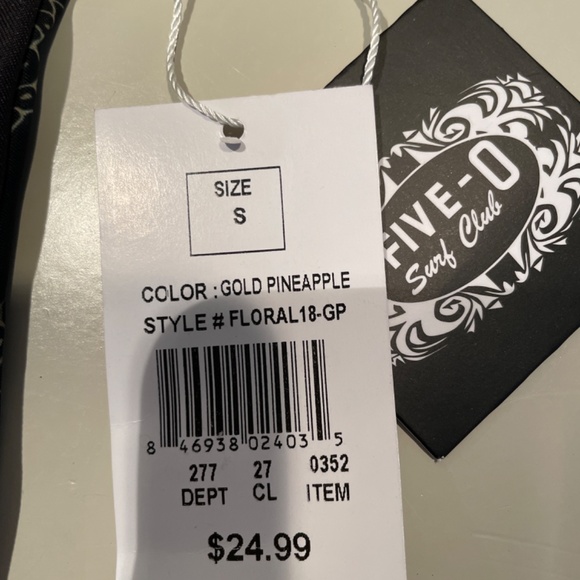 SIZE
S
COLOR : GOLD PINEAPPLE
STYLE # FLORAL18-GP
8 46938 02403 5
277 27 0352
DEPT CL ITEM
$24.99
FIVE-O
Surf Club